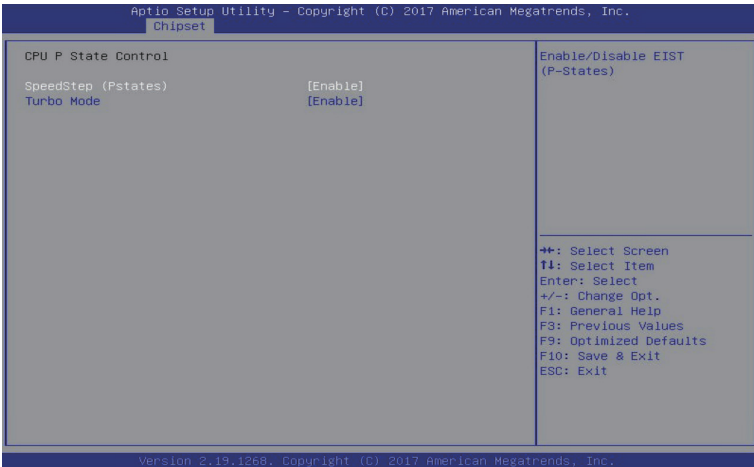 Aptio Setup Utility – Copyright (C) 2017 American Megatrends, Inc.
Chipset
CPU P State Control
SpeedStep (Pstates) [Enable]
Turbo Mode [Enable]
Enable/Disable EIST
(P-States)
→←: Select Screen
↑↓: Select Item
Enter: Select
+/-: Change Opt.
F1: General Help
F3: Previous Values
F9: Optimized Defaults
F10: Save & Exit
ESC: Exit
Version 2.19.1268. Copyright (C) 2017 American Megatrends, Inc.